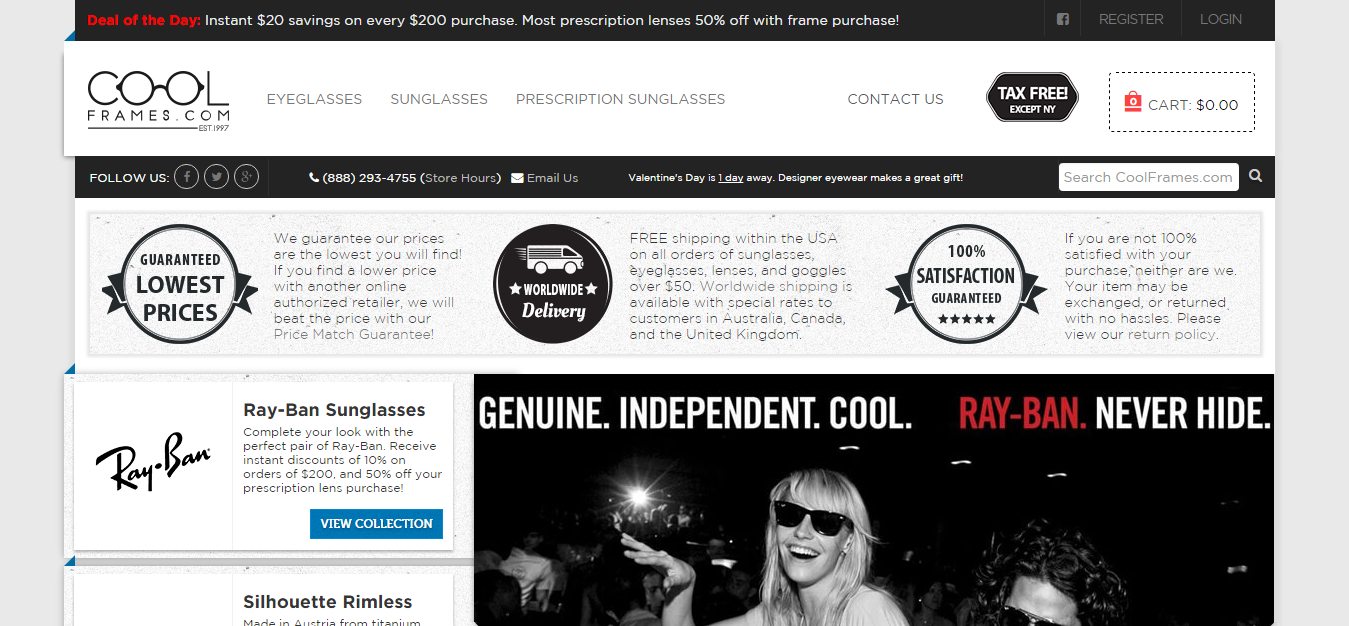 Deal of the Day: Instant $20 savings on every $200 purchase. Most prescription lenses 50% off with frame purchase!
REGISTER
LOGIN
COOL
FRAMES.COM
EST.1997
EYEGLASSES
SUNGLASSES
PRESCRIPTION SUNGLASSES
CONTACT US
TAX FREE!
EXCEPT NY
0
CART: $0.00
FOLLOW US:
(888) 293-4755 (Store Hours)
Email Us
Valentine's Day is 1 day away. Designer eyewear makes a great gift!
Search CoolFrames.com
GUARANTEED
LOWEST
PRICES
We guarantee our prices
are the lowest you will find!
If you find a lower price
with another online
authorized retailer, we will
beat the price with our
Price Match Guarantee!
WORLDWIDE
Delivery
FREE shipping within the USA
on all orders of sunglasses,
eyeglasses, lenses, and goggles
over $50. Worldwide shipping is
available with special rates to
customers in Australia, Canada,
and the United Kingdom.
100%
SATISFACTION
GUARANTEED
If you are not 100%
satisfied with your
purchase, neither are we.
Your item may be
exchanged, or returned
with no hassles. Please
view our return policy.
Ray-Ban
Ray-Ban Sunglasses
Complete your look with the
perfect pair of Ray-Ban. Receive
instant discounts of 10% on
orders of $200, and 50% off your
prescription lens purchase!
VIEW COLLECTION
GENUINE. INDEPENDENT. COOL.
RAY-BAN. NEVER HIDE.
Silhouette Rimless
Made in Austria from titanium